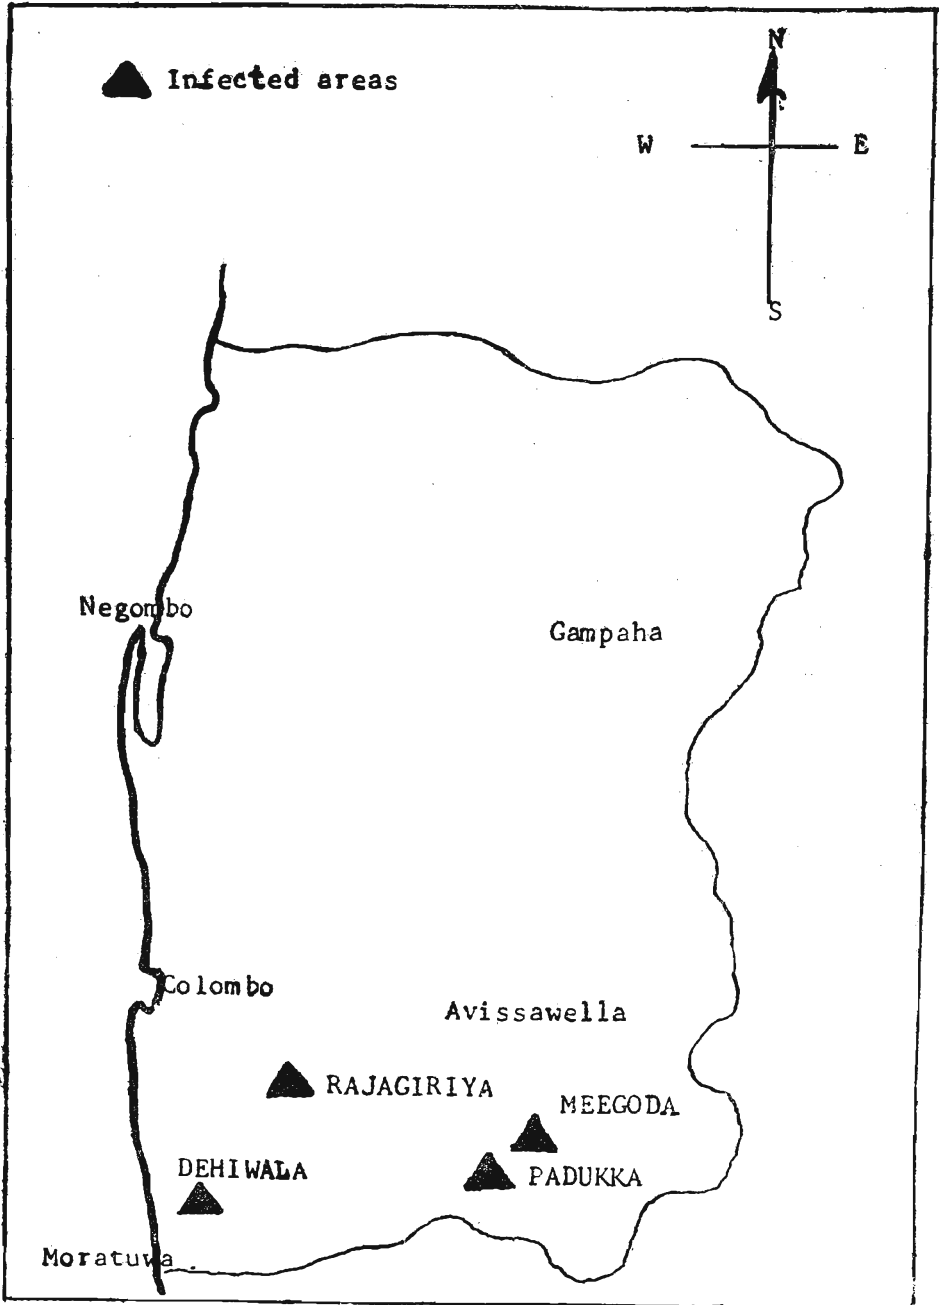 N
Infected areas
W E
S
Negombo
Gampaha
Colombo
Avissawella
RAJAGIRIYA
MEEGODA
DEHIWALA
PADUKKA
Moratuwa